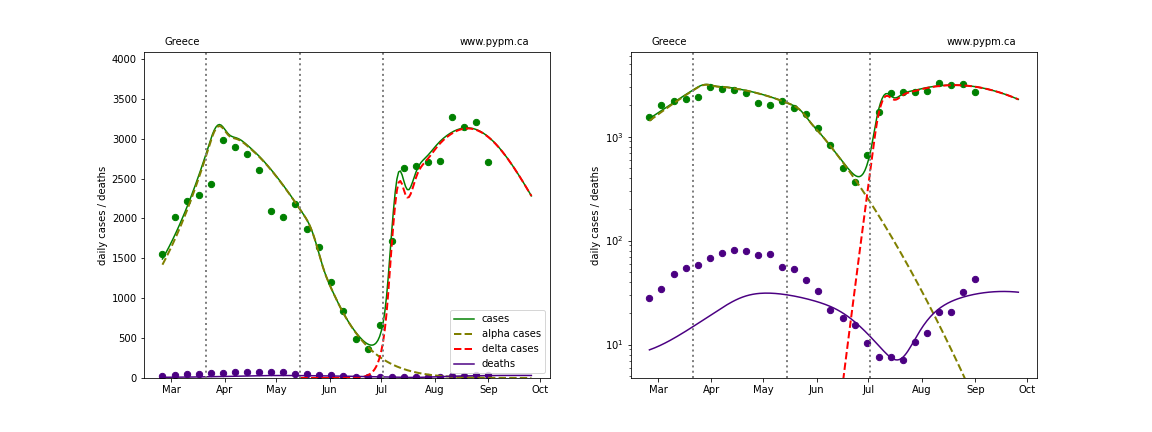 Greece www.pypm.ca
daily cases / deaths
4000
3500
3000
2500
2000
1500
1000
500
0
Mar Apr May Jun Jul Aug Sep Oct
cases
alpha cases
delta cases
deaths
Greece www.pypm.ca
daily cases / deaths
10³
10²
10¹
Mar Apr May Jun Jul Aug Sep Oct